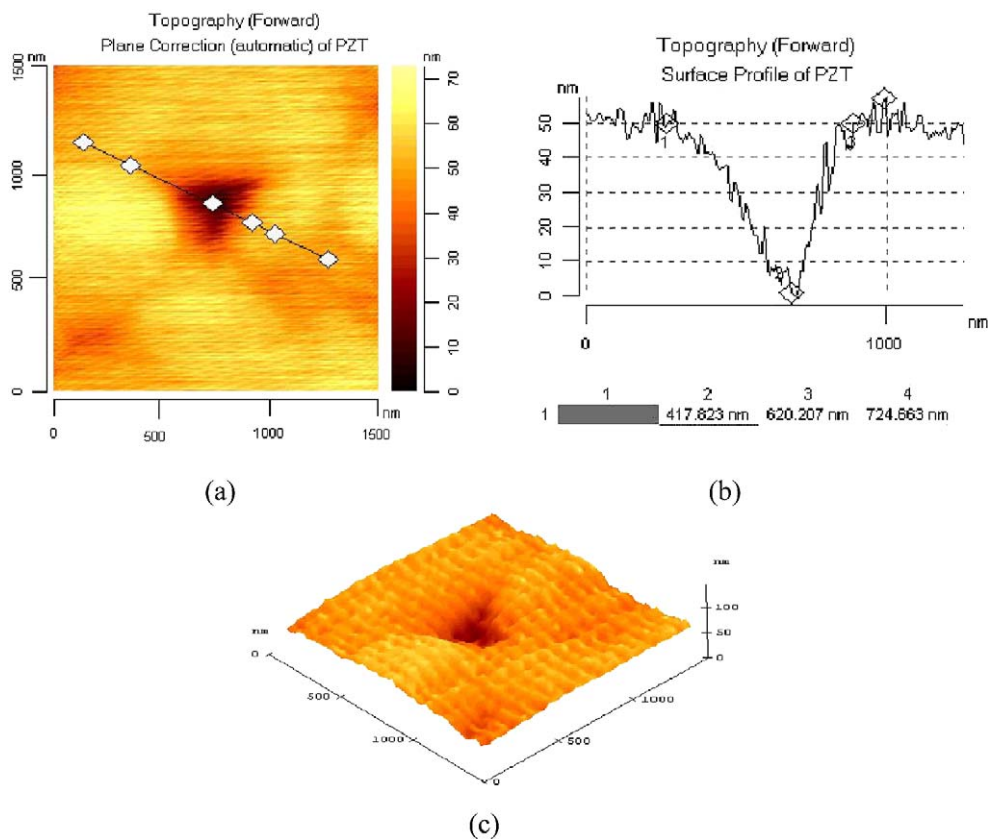 Topography (Forward)
Plane Correction (automatic) of PZT
nm
1500
1000
500
0
0
500
1000
1500
nm
nm
70
60
50
40
30
20
10
0
(a)
Topography (Forward)
Surface Profile of PZT
nm
50
40
30
20
10
0
1
nm
0
1000
1 2 3 4
1 417.823 nm 620.207 nm 724.663 nm
(b)
nm
100
50
0
nm
0
500
1000
1000
500
0
(c)